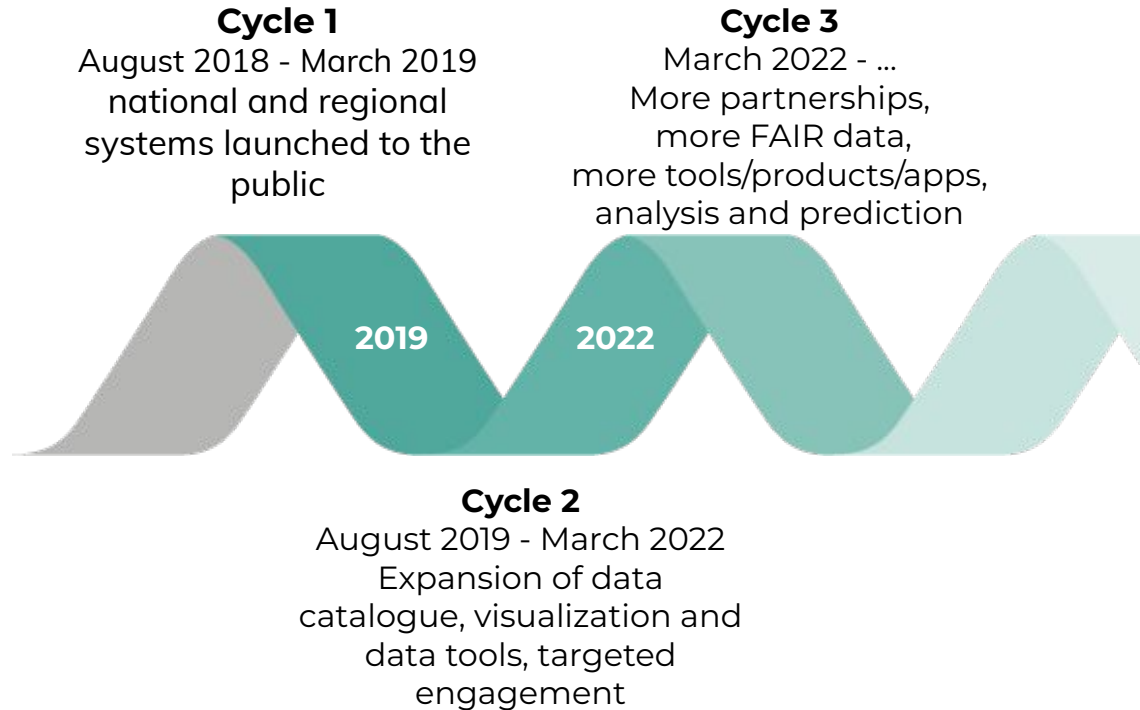 Cycle 1
August 2018 - March 2019
national and regional
systems launched to the
public
Cycle 3
March 2022 - ...
More partnerships,
more FAIR data,
more tools/products/apps,
analysis and prediction
2019
2022
Cycle 2
August 2019 - March 2022
Expansion of data
catalogue, visualization and
data tools, targeted
engagement